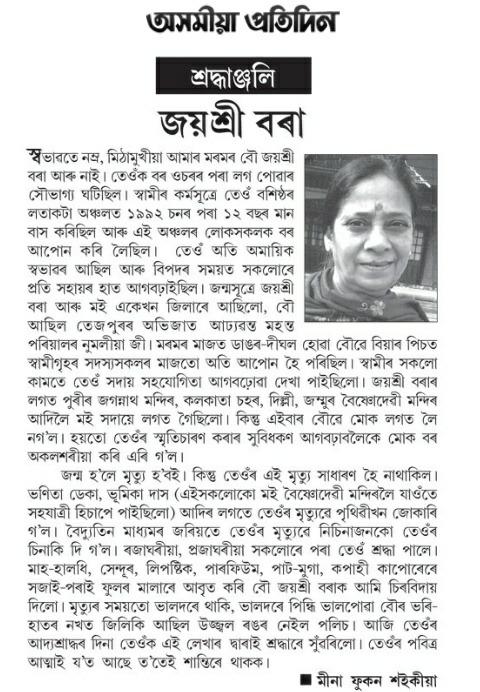 অসমীয়া প্ৰতিদিন
শ্ৰদ্ধাঞ্জলি
জয়শ্ৰী বৰা
স্বভাৱতে নম্ৰ, মিঠামুখীয়া আমাৰ মৰমৰ বৌ জয়শ্ৰী
বৰা আৰু নাই। তেওঁক বৰ ওচৰৰ পৰা লগ পোৱাৰ
সৌভাগ্য ঘটিছিল। স্বামীৰ কৰ্মসূত্ৰে তেওঁ বশিষ্ঠৰ
লতাকটা অঞ্চলত ১৯৯২ চনৰ পৰা ১২ বছৰ মান
বাস কৰিছিল আৰু এই অঞ্চলৰ লোকসকলক বৰ
আপোন কৰি লৈছিল। তেওঁ অতি অমায়িক
স্বভাৱৰ আছিল আৰু বিপদৰ সময়ত সকলোৰে
প্ৰতি সহায়ৰ হাত আগবঢ়াইছিল। জন্মসূত্ৰে জয়শ্ৰী
বৰা আৰু মই একেখন জিলাৰে আছিলো, বৌ
আছিল তেজপুৰৰ অভিজাত আঢ্যৱন্ত মহন্ত
পৰিয়ালৰ নুমলীয়া জী। মৰমৰ মাজত ডাঙৰ-দীঘল হোৱা বৌৱে বিয়াৰ পিচত
স্বামীগৃহৰ সদস্যসকলৰ মাজতো অতি আপোন হৈ পৰিছিল। স্বামীৰ সকলো
কামতে তেওঁ সদায় সহযোগিতা আগবঢ়োৱা দেখা পাইছিলো। জয়শ্ৰী বৰাৰ
লগত পুৰীৰ জগন্নাথ মন্দিৰ, কলকাতা চহৰ, দিল্লী, জম্মুৰ বৈষ্ণোদেৱী মন্দিৰ
আদিলৈ মই সদায়ে লগত গৈছিলো। কিন্তু এইবাৰ বৌৱে মোক লগত লৈ
নগ'ল। হয়তো তেওঁৰ স্মৃতিচাৰণ কৰাৰ সুবিধকণ আগবঢ়াবলৈকে মোক বৰ
অকলশৰীয়া কৰি এৰি গ'ল।
জন্ম হ'লে মৃত্যু হ'বই। কিন্তু তেওঁৰ এই মৃত্যু সাধাৰণ হৈ নাথাকিল।
ভণিতা ডেকা, ভূমিকা দাস (এইসকলোকো মই বৈষ্ণোদেৱী মন্দিৰলৈ যাওঁতে
সহযাত্ৰী হিচাপে পাইছিলো) আদিৰ লগতে তেওঁৰ মৃত্যুৱে পৃথিৱীখন জোকাৰি
গ'ল। বৈদ্যুতিন মাধ্যমৰ জৰিয়তে তেওঁৰ মৃত্যুৱে নিচিনাজনকো তেওঁৰ
চিনাকি দি গ'ল। ৰজাঘৰীয়া, প্ৰজাঘৰীয়া সকলোৰে পৰা তেওঁ শ্ৰদ্ধা পালে।
মাহ-হালধি, সেন্দূৰ, লিপষ্টিক, পাৰফিউম, পাট-মুগা, কপাহী কাপোৰেৰে
সজাই-পৰাই ফুলৰ মালাৰে আবৃত কৰি বৌ জয়শ্ৰী বৰাক আমি চিৰবিদায়
দিলো। মৃত্যুৰ সময়তো ভালদৰে থাকি, ভালদৰে পিন্ধি ভালপোৱা বৌৰ ভৰি-
হাতৰ নখত জিলিকি আছিল উজ্জ্বল ৰঙৰ নেইল পলিচ। আজি তেওঁৰ
আদ্যশ্ৰাদ্ধৰ দিনা তেওঁক এই লেখাৰ দ্বাৰাই শ্ৰদ্ধাৰে সুঁৱৰিলো। তেওঁৰ পবিত্ৰ
আত্মাই য'ত আছে ত'তেই শান্তিৰে থাকক।
মীনা ফুকন শইকীয়া